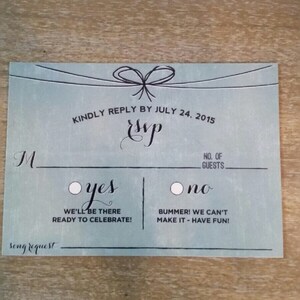 KINDLY REPLY BY JULY 24, 2015
rsvp
M
NO. OF
GUESTS
yes
no
WE'LL BE THERE
READY TO CELEBRATE!
BUMMER! WE CAN'T
MAKE IT - HAVE FUN!
song request